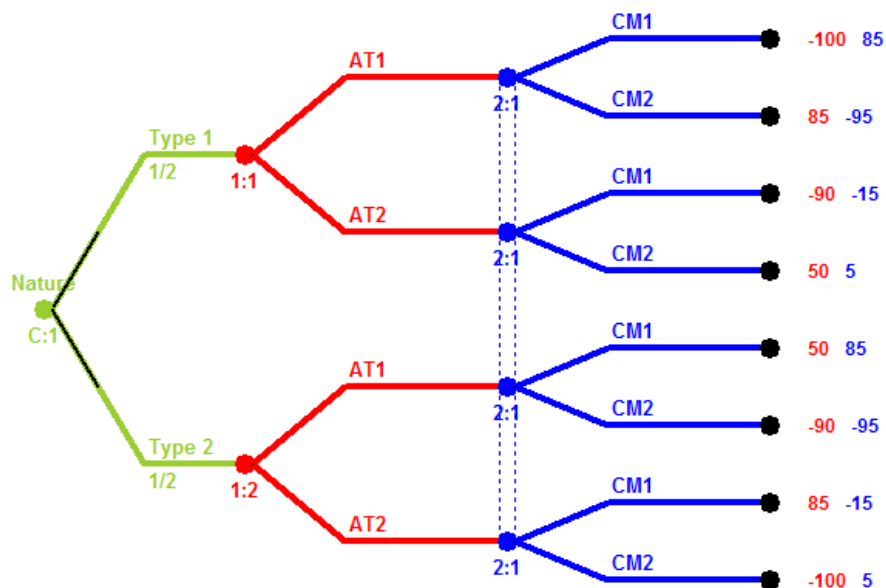 CM1
-100 85
AT1
2:1
CM2
85 -95
Type 1
1/2
1:1
CM1
-90 -15
AT2
2:1
CM2
50 5
Nature
C:1
CM1
50 85
AT1
2:1
CM2
-90 -95
Type 2
1/2
1:2
CM1
85 -15
AT2
2:1
CM2
-100 5